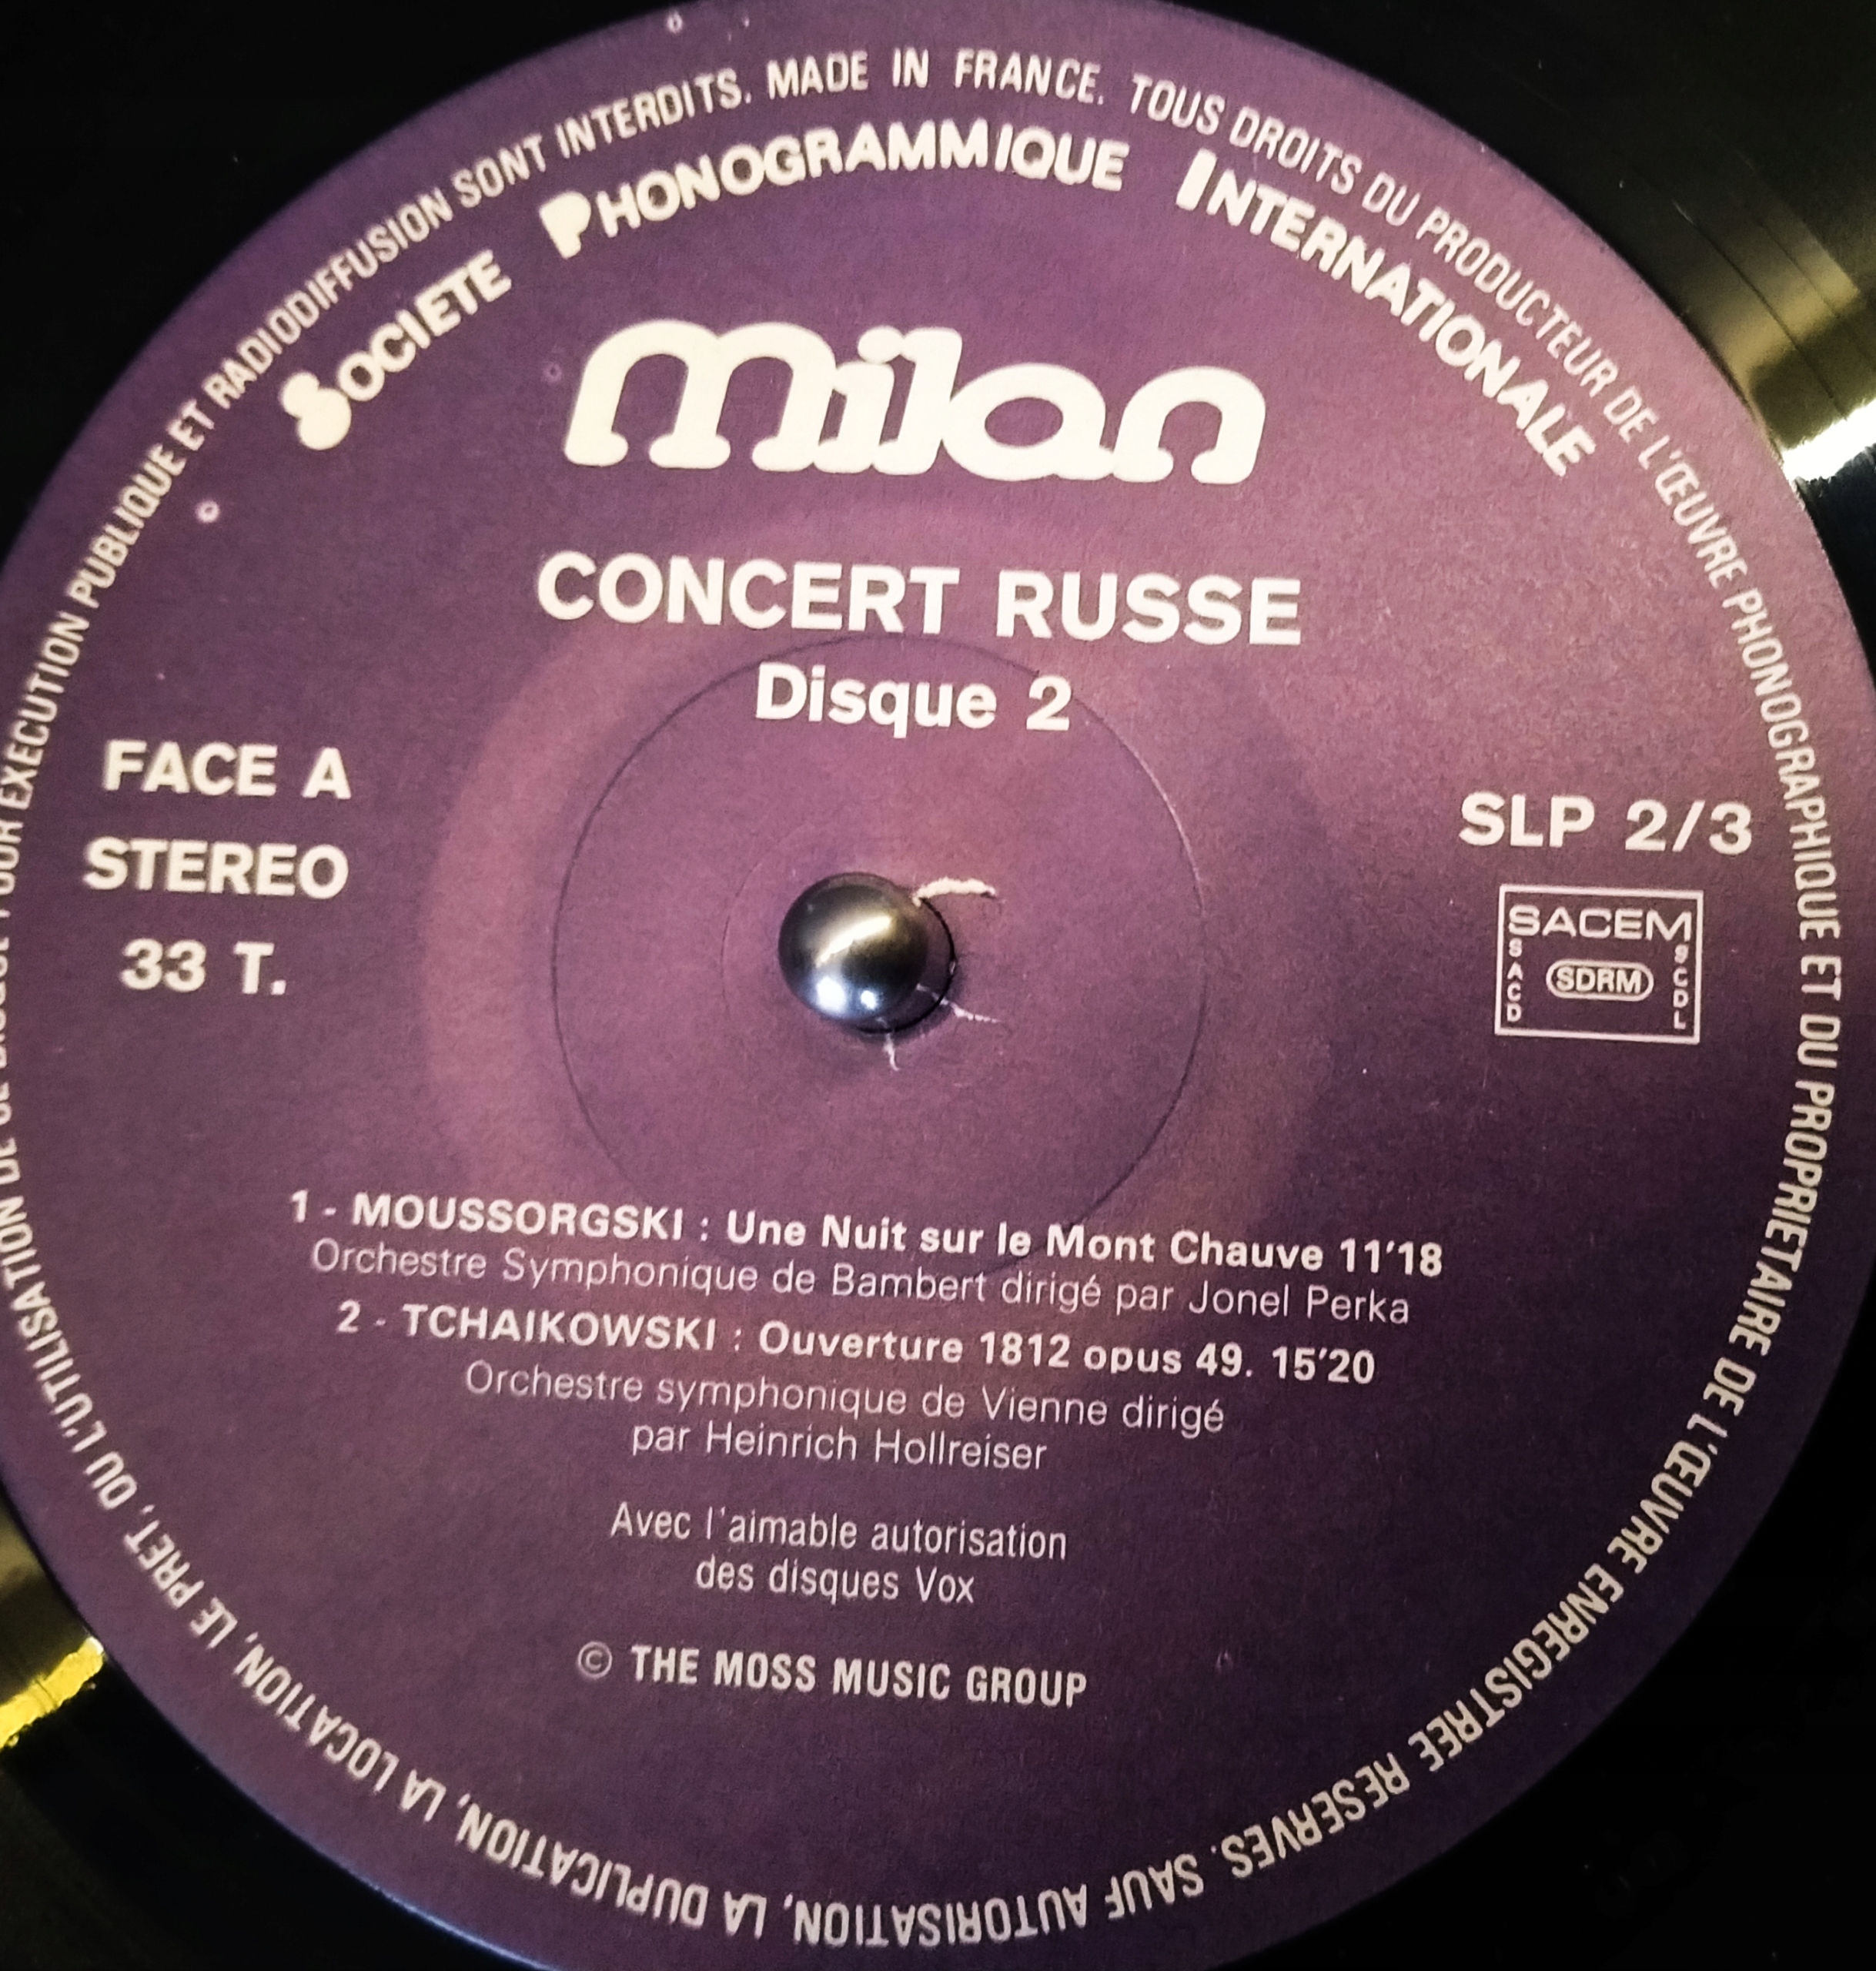 MADE IN FRANCE. TOUS DROITS DU PRODUCTEUR DE L'ŒUVRE PHONOGRAPHIQUE ET DU PROPRIETAIRE DE L'ŒUVRE ENREGISTREE RESERVES. SAUF AUTORISATION, LA DUPLICATION, LA LOCATION, LE PRET, OU L'UTILISATION DE CE DISQUE POUR EXECUTION PUBLIQUE ET RADIODIFFUSION SONT INTERDITS.
SOCIETE PHONOGRAMMIQUE INTERNATIONALE
milan
CONCERT RUSSE
Disque 2
FACE A
STEREO
33 T.
SLP 2/3
SACEM
SACD
SDRM
SCDL
1 - MOUSSORGSKI : Une Nuit sur le Mont Chauve 11'18
Orchestre Symphonique de Bambert dirigé par Jonel Perka
2 - TCHAIKOWSKI : Ouverture 1812 opus 49. 15'20
Orchestre symphonique de Vienne dirigé
par Heinrich Hollreiser
Avec l'aimable autorisation
des disques Vox
© THE MOSS MUSIC GROUP